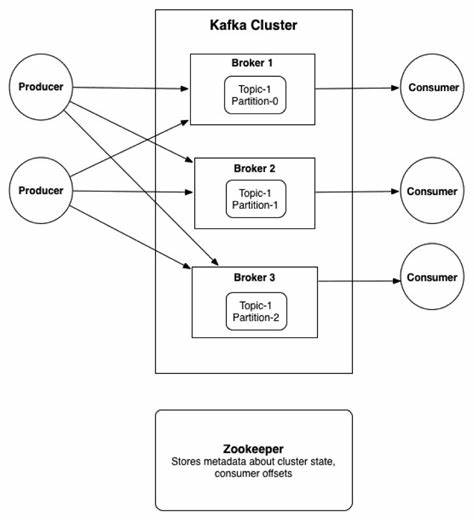 Kafka Cluster
Broker 1
Producer
Topic-1
Partition-0
Consumer
Broker 2
Producer
Topic-1
Partition-1
Consumer
Broker 3
Topic-1
Partition-2
Consumer
Zookeeper
Stores metadata about cluster state,
consumer offsets